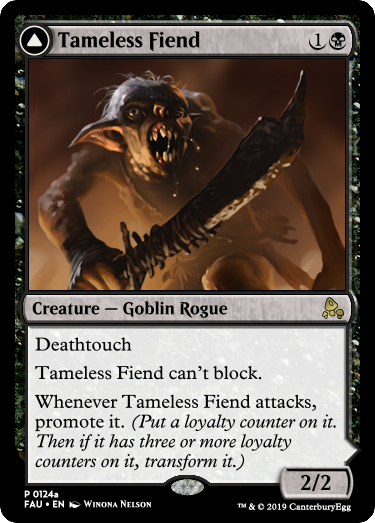 Tameless Fiend 1
Creature — Goblin Rogue
Deathtouch
Tameless Fiend can't block.
Whenever Tameless Fiend attacks,
promote it. (Put a loyalty counter on it.
Then if it has three or more loyalty
counters on it, transform it.)
2/2
P 0124a
FAU • EN Winona Nelson
™ & © 2019 CanterburyEgg